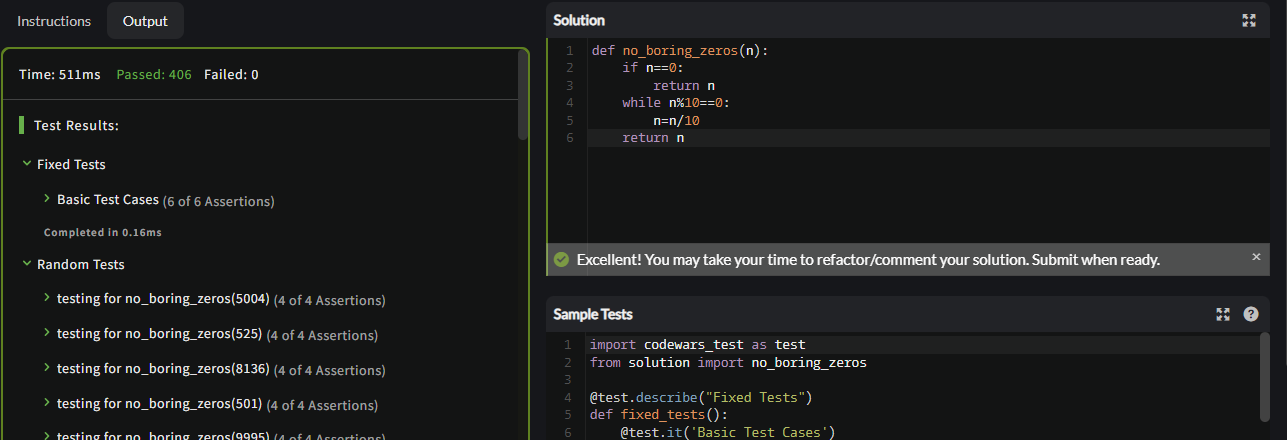 Instructions
Output
Time: 511ms Passed: 406 Failed: 0
Test Results:
Fixed Tests
Basic Test Cases (6 of 6 Assertions)
Completed in 0.16ms
Random Tests
testing for no_boring_zeros(5004) (4 of 4 Assertions)
testing for no_boring_zeros(525) (4 of 4 Assertions)
testing for no_boring_zeros(8136) (4 of 4 Assertions)
testing for no_boring_zeros(501) (4 of 4 Assertions)
testing for no_boring_zeros(9995) (4 of 4 Assertions)
Solution
1 def no_boring_zeros(n):
2 if n==0:
3 return n
4 while n%10==0:
5 n=n/10
6 return n
Excellent! You may take your time to refactor/comment your solution. Submit when ready.
Sample Tests
1 import codewars_test as test
2 from solution import no_boring_zeros
3
4 @test.describe("Fixed Tests")
5 def fixed_tests():
6 @test.it('Basic Test Cases')